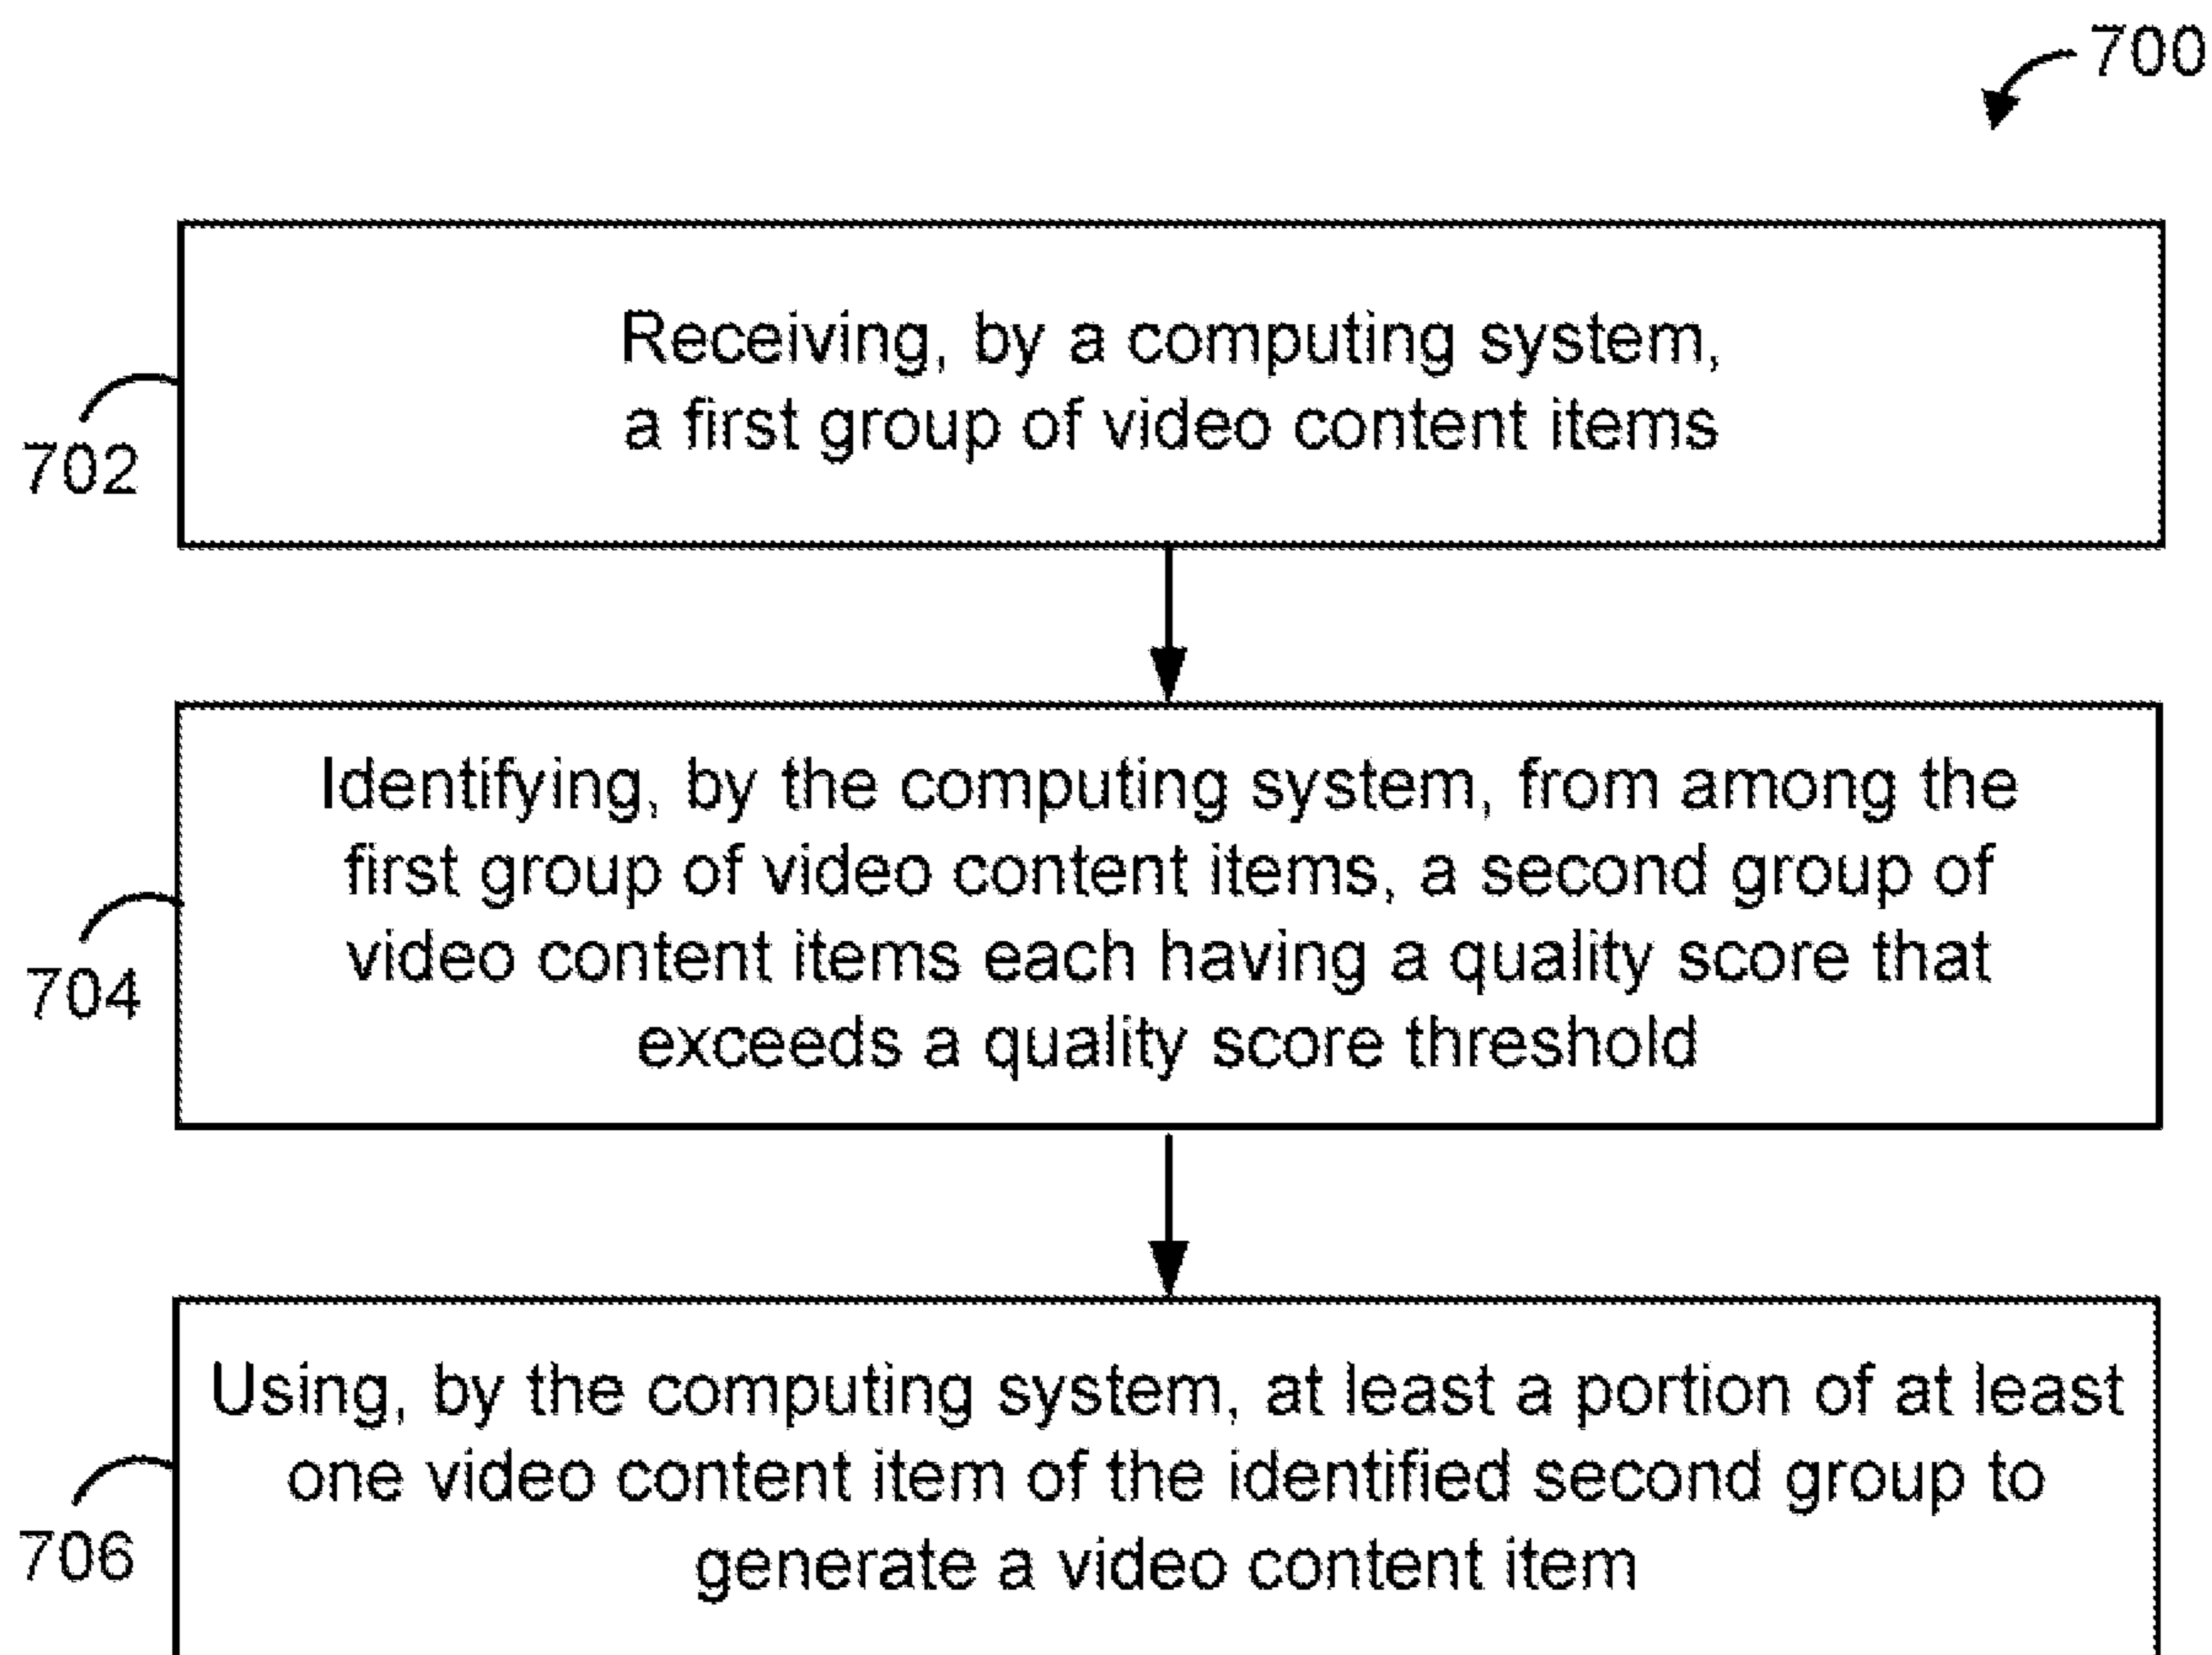 700
Receiving, by a computing system,
a first group of video content items
702
Identifying, by the computing system, from among the
first group of video content items, a second group of
video content items each having a quality score that
exceeds a quality score threshold
704
Using, by the computing system, at least a portion of at least
one video content item of the identified second group to
generate a video content item
706